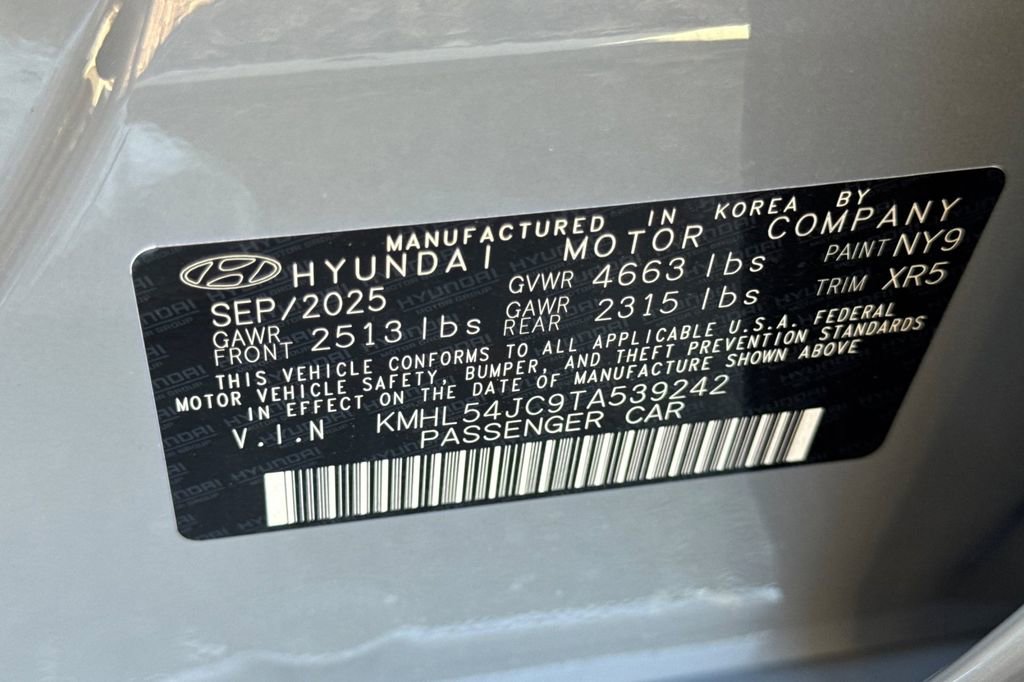 MANUFACTURED IN KOREA BY
HYUNDAI MOTOR COMPANY
SEP/2025 GVWR 4663 lbs PAINT NY9
GAWR FRONT 2513 lbs GAWR REAR 2315 lbs TRIM XR5
THIS VEHICLE CONFORMS TO ALL APPLICABLE U.S.A. FEDERAL
MOTOR VEHICLE SAFETY, BUMPER, AND THEFT PREVENTION STANDARDS
IN EFFECT ON THE DATE OF MANUFACTURE SHOWN ABOVE
V.I.N KMHL54JC9TA539242
PASSENGER CAR